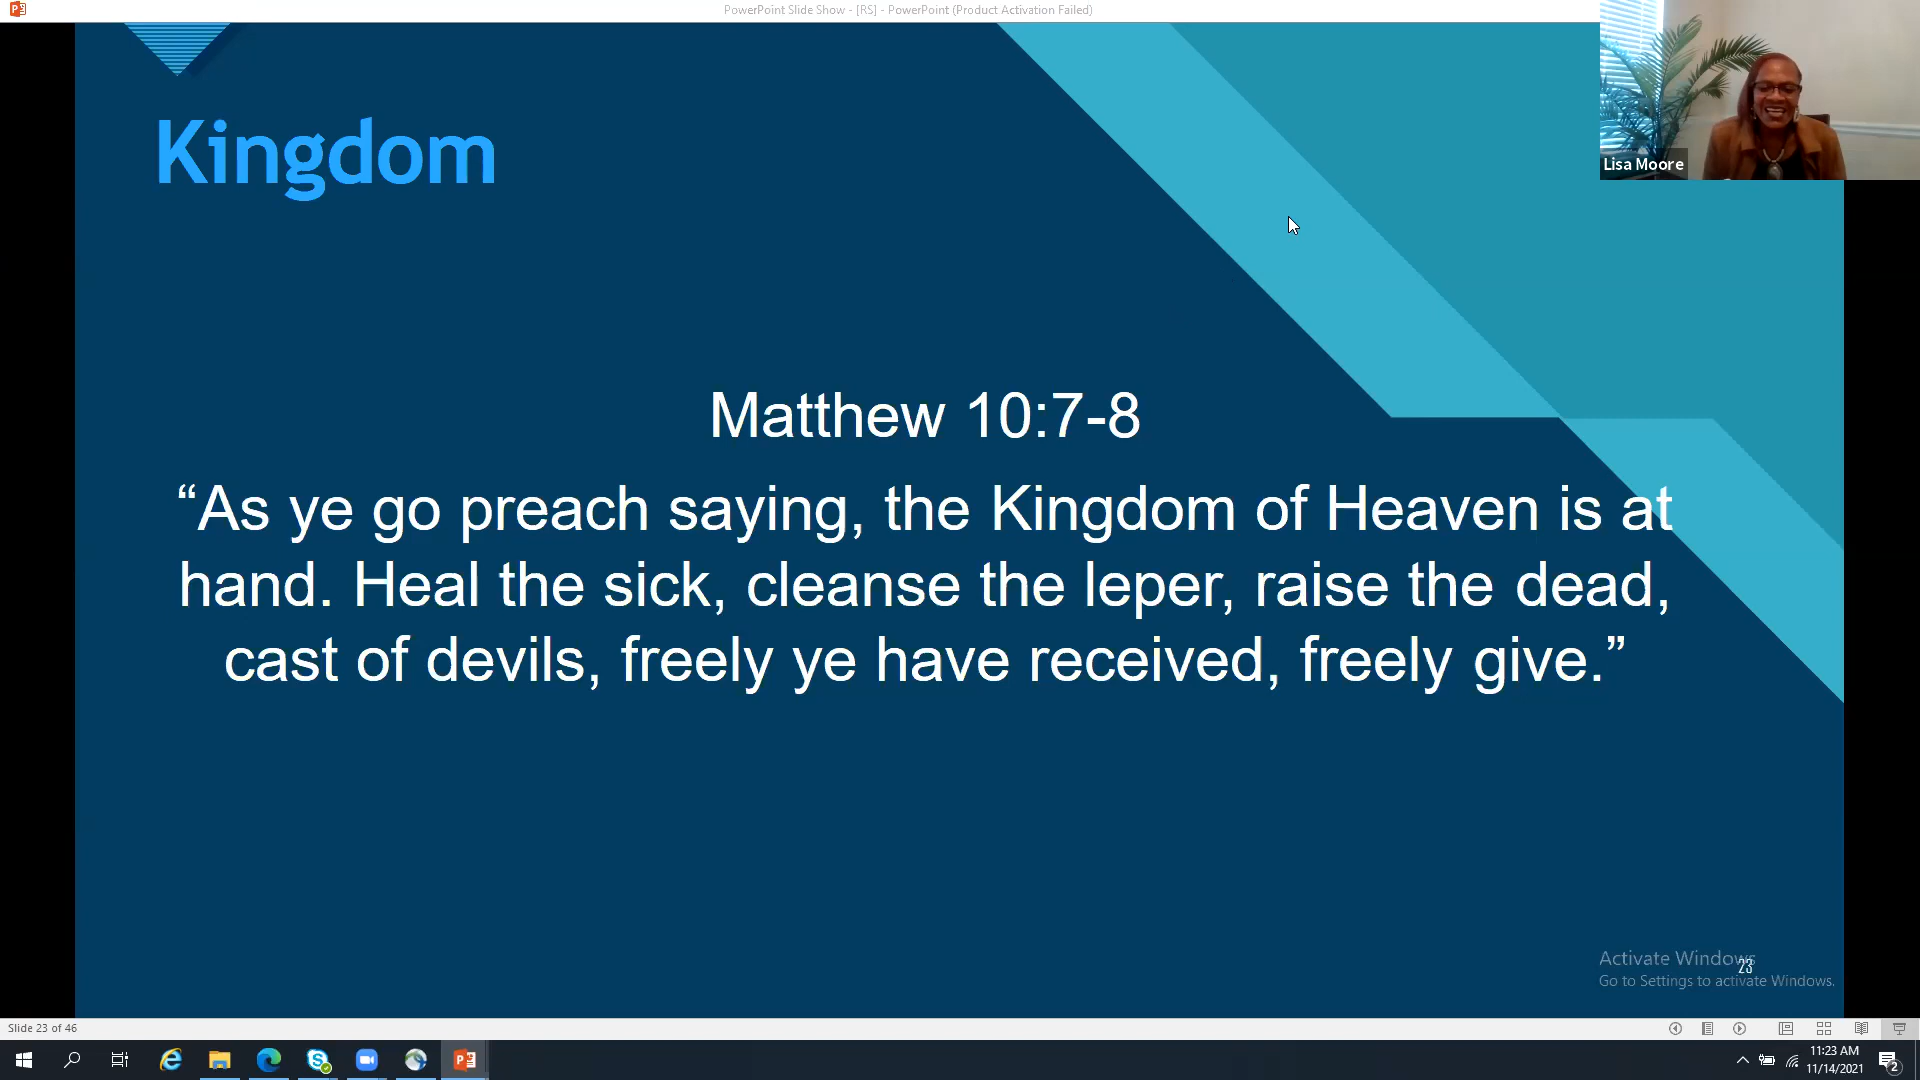 PowerPoint Slide Show - [RS] - PowerPoint (Product Activation Failed)
Lisa Moore
Kingdom
Matthew 10:7-8
“As ye go preach saying, the Kingdom of Heaven is at
hand. Heal the sick, cleanse the leper, raise the dead,
cast of devils, freely ye have received, freely give.”
Activate Windows
23
Go to Settings to activate Windows.
Slide 23 of 46
11:23 AM
11/14/2021
2